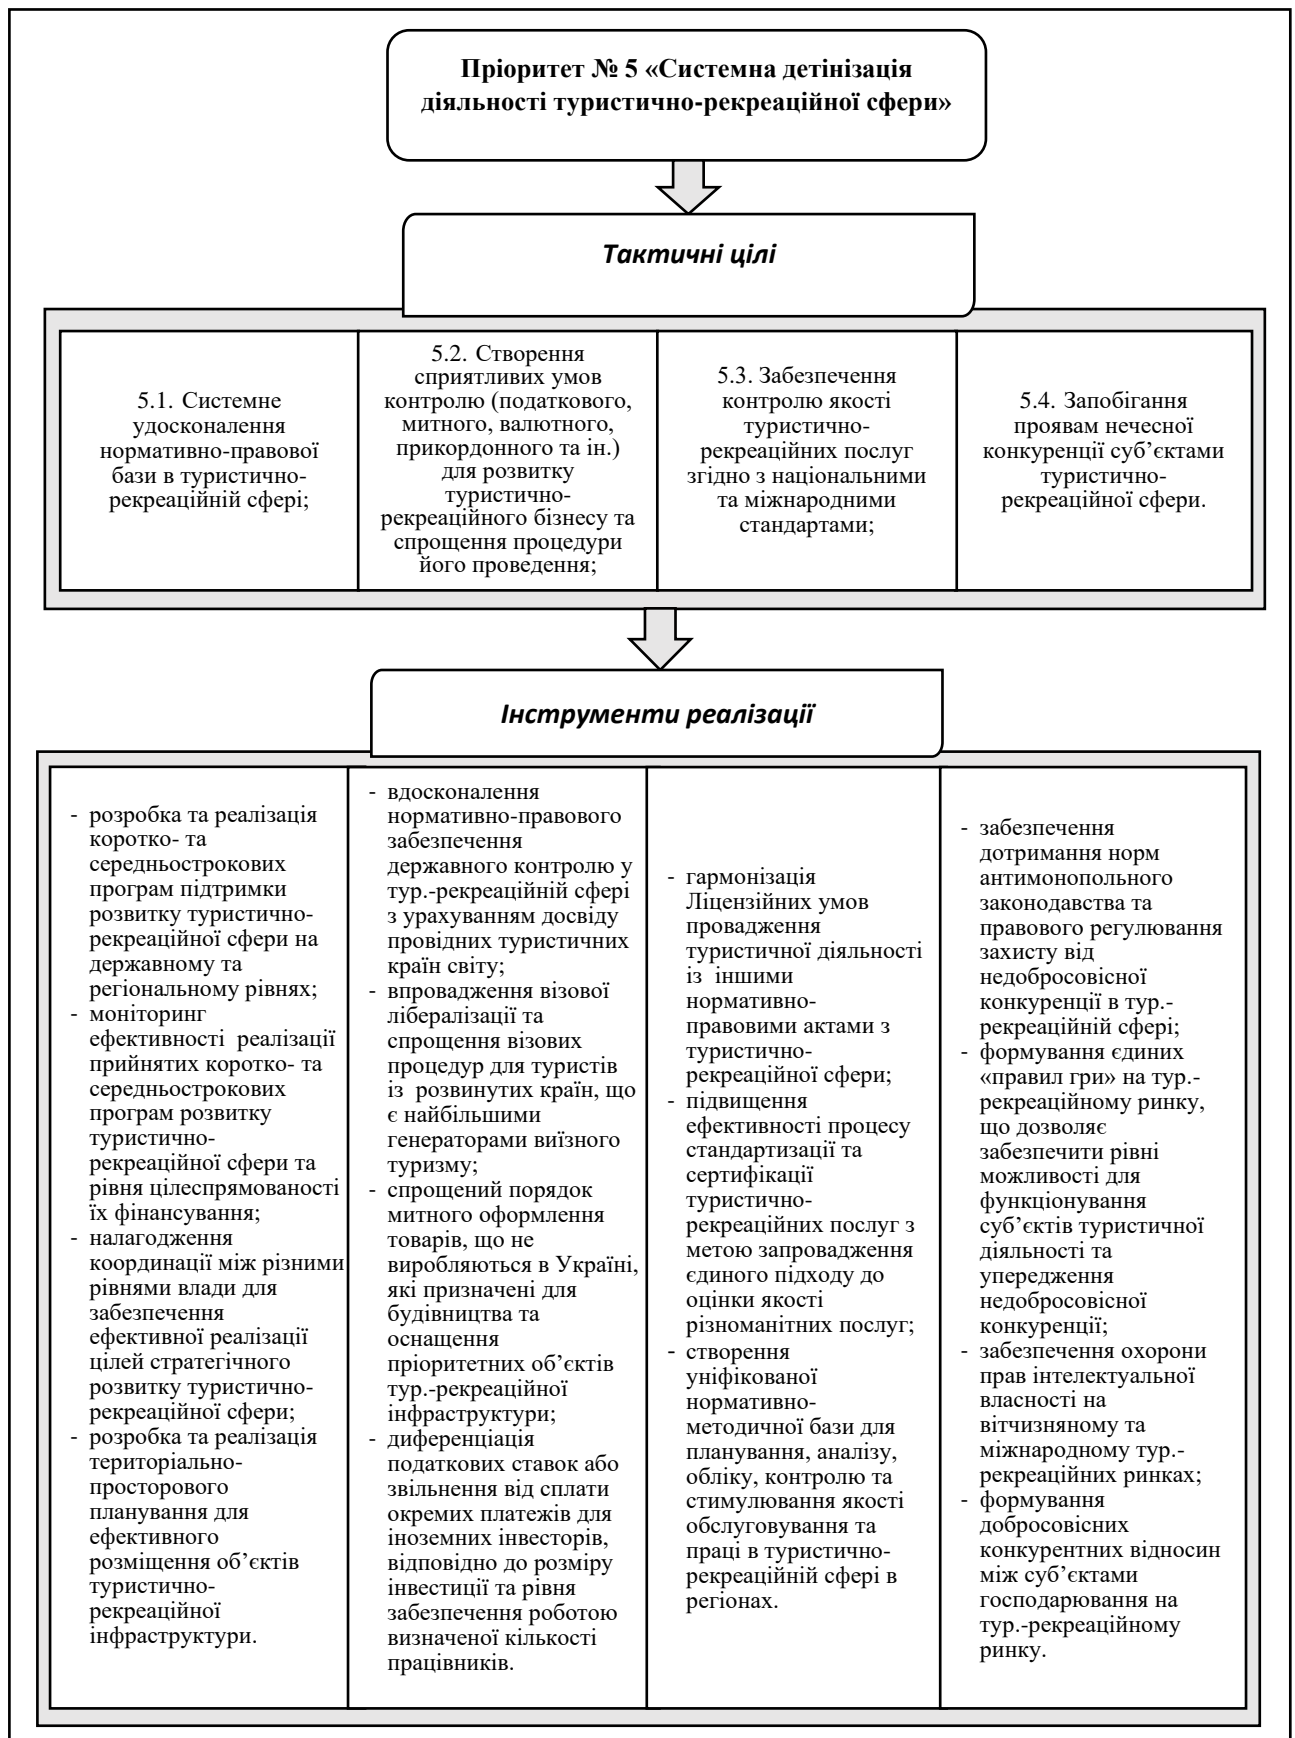 Пріоритет № 5 «Системна детінізація
діяльності туристично-рекреаційної сфери»
Тактичні цілі
5.1. Системне
удосконалення
нормативно-правової
бази в туристично-
рекреаційній сфері;
5.2. Створення
сприятливих умов
контролю (податкового,
митного, валютного,
прикордонного та ін.)
для розвитку
туристично-
рекреаційного бізнесу та
спрощення процедури
його проведення;
5.3. Забезпечення
контролю якості
туристично-
рекреаційних послуг
згідно з національними
та міжнародними
стандартами;
5.4. Запобігання
проявам нечесної
конкуренції суб’єктами
туристично-
рекреаційної сфери.
Інструменти реалізації
- розробка та реалізація
коротко- та
середньострокових
програм підтримки
розвитку туристично-
рекреаційної сфери на
державному та
регіональному рівнях;
- моніторинг
ефективності реалізації
прийнятих коротко- та
середньострокових
програм розвитку
туристично-
рекреаційної сфери та
рівня цілеспрямованості
їх фінансування;
- налагодження
координації між різними
рівнями влади для
забезпечення
ефективної реалізації
цілей стратегічного
розвитку туристично-
рекреаційної сфери;
- розробка та реалізація
територіально-
просторового
планування для
ефективного
розміщення об’єктів
туристично-
рекреаційної
інфраструктури.
- вдосконалення
нормативно-правового
забезпечення
державного контролю у
тур.-рекреаційній сфері
з урахуванням досвіду
провідних туристичних
країн світу;
- впровадження візової
лібералізації та
спрощення візових
процедур для туристів
із розвинутих країн, що
є найбільшими
генераторами виїзного
туризму;
- спрощений порядок
митного оформлення
товарів, що не
виробляються в Україні,
які призначені для
будівництва та
оснащення
пріоритетних об’єктів
тур.-рекреаційної
інфраструктури;
- диференціація
податкових ставок або
звільнення від сплати
окремих платежів для
іноземних інвесторів,
відповідно до розміру
інвестиції та рівня
забезпечення роботою
визначеної кількості
працівників.
- гармонізація
Ліцензійних умов
провадження
туристичної діяльності
із іншими
нормативно-
правовими актами з
туристично-
рекреаційної сфери;
- підвищення
ефективності процесу
стандартизації та
сертифікації
туристично-
рекреаційних послуг з
метою запровадження
єдиного підходу до
оцінки якості
різноманітних послуг;
- створення
уніфікованої
нормативно-
методичної бази для
планування, аналізу,
обліку, контролю та
стимулювання якості
обслуговування та
праці в туристично-
рекреаційній сфері в
регіонах.
- забезпечення
дотримання норм
антимонопольного
законодавства та
правового регулювання
захисту від
недобросовісної
конкуренції в тур.-
рекреаційній сфері;
- формування єдиних
«правил гри» на тур.-
рекреаційному ринку,
що дозволяє
забезпечити рівні
можливості для
функціонування
суб’єктів туристичної
діяльності та
упередження
недобросовісної
конкуренції;
- забезпечення охорони
прав інтелектуальної
власності на
вітчизняному та
міжнародному тур.-
рекреаційних ринках;
- формування
добросовісних
конкурентних відносин
між суб’єктами
господарювання на
тур.-рекреаційному
ринку.